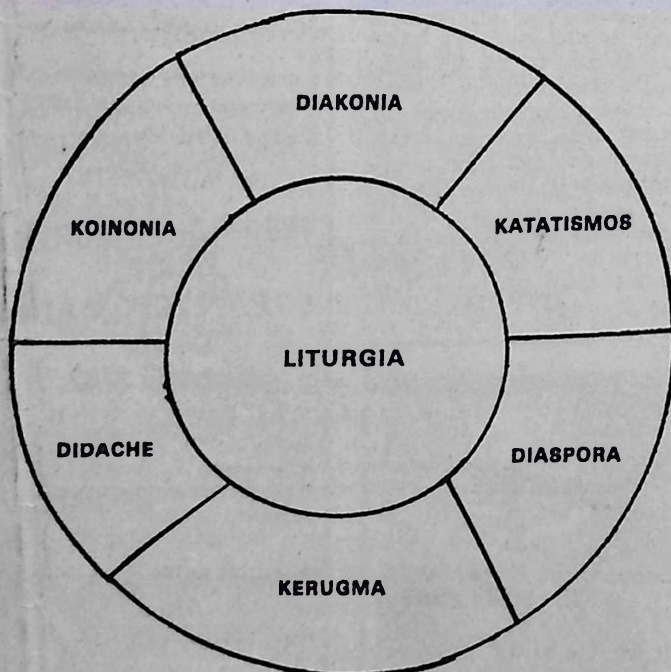 DIAKONIA
KOINONIA
KATATISMOS
LITURGIA
DIDACHE
DIASPORA
KERUGMA